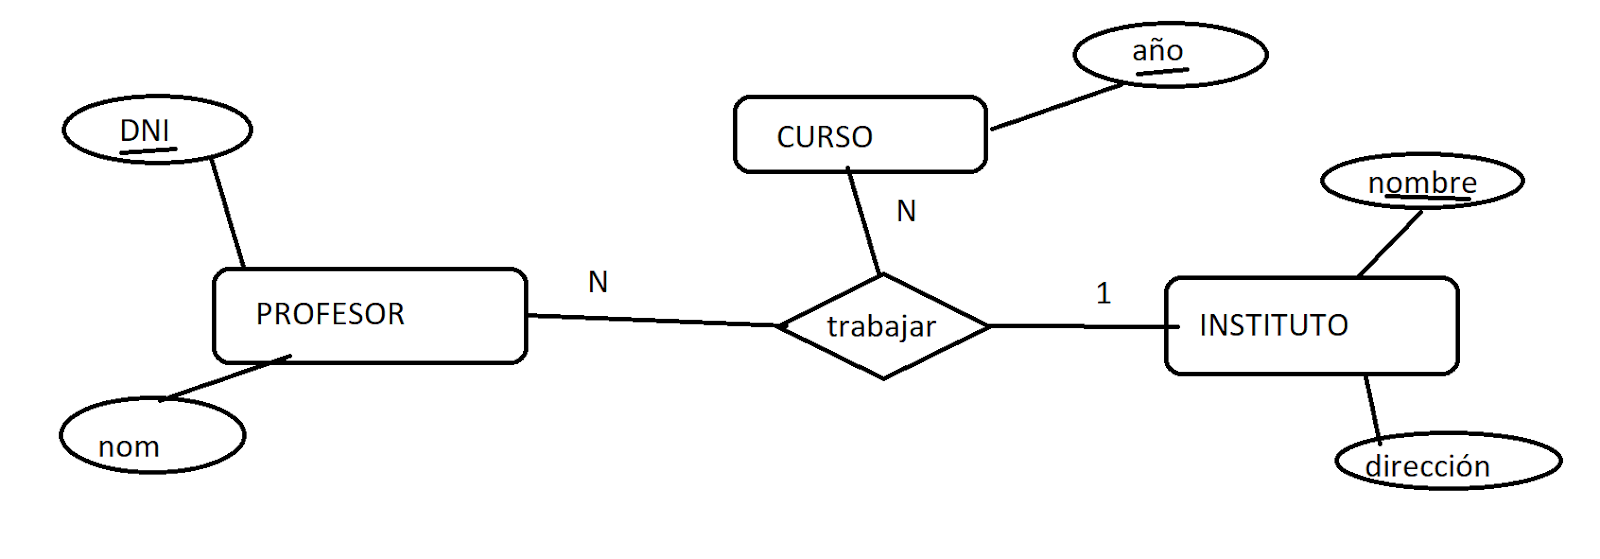 año
DNI
CURSO
nombre
N
N
1
PROFESOR
trabajar
INSTITUTO
nom
dirección